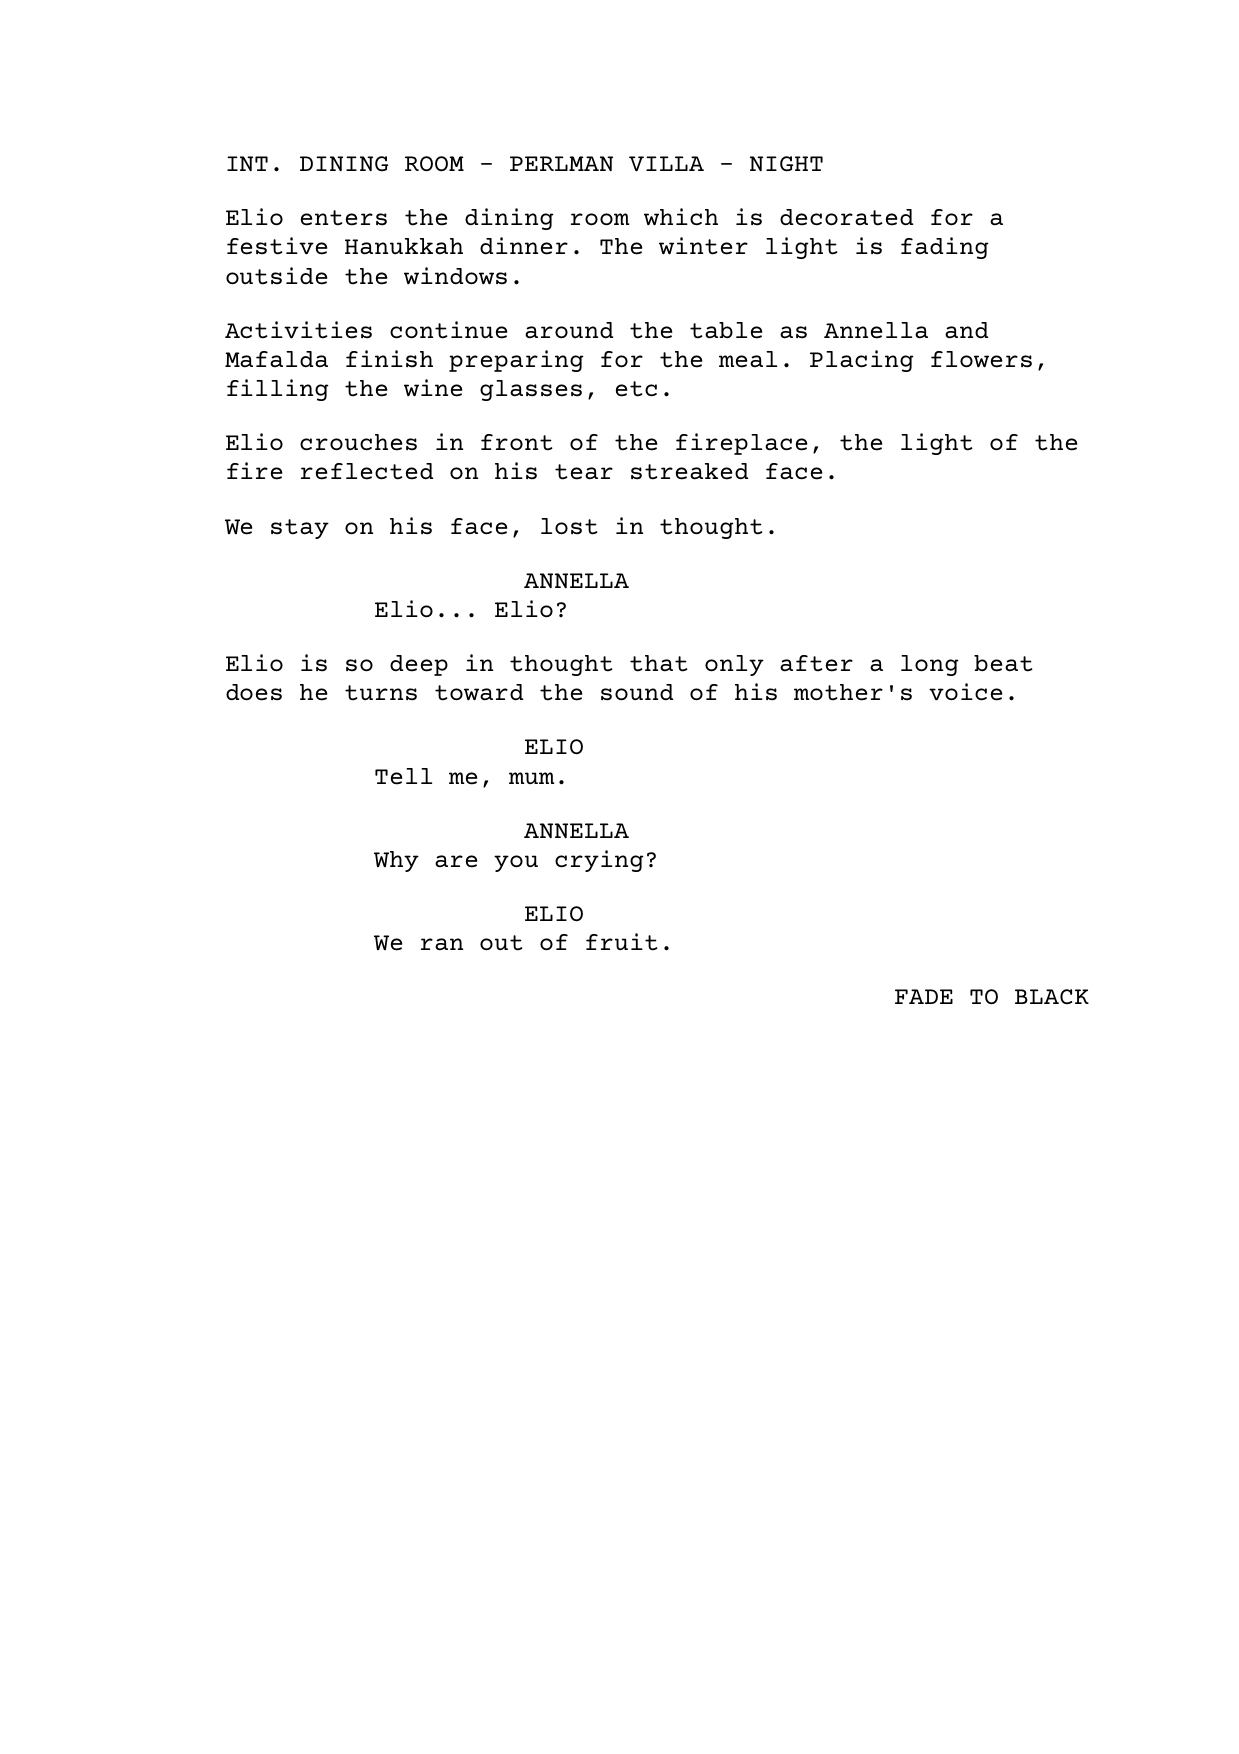 INT. DINING ROOM – PERLMAN VILLA – NIGHT
Elio enters the dining room which is decorated for a
festive Hanukkah dinner. The winter light is fading
outside the windows.
Activities continue around the table as Annella and
Mafalda finish preparing for the meal. Placing flowers,
filling the wine glasses, etc.
Elio crouches in front of the fireplace, the light of the
fire reflected on his tear streaked face.
We stay on his face, lost in thought.
ANNELLA
Elio... Elio?
Elio is so deep in thought that only after a long beat
does he turns toward the sound of his mother's voice.
ELIO
Tell me, mum.
ANNELLA
Why are you crying?
ELIO
We ran out of fruit.
FADE TO BLACK